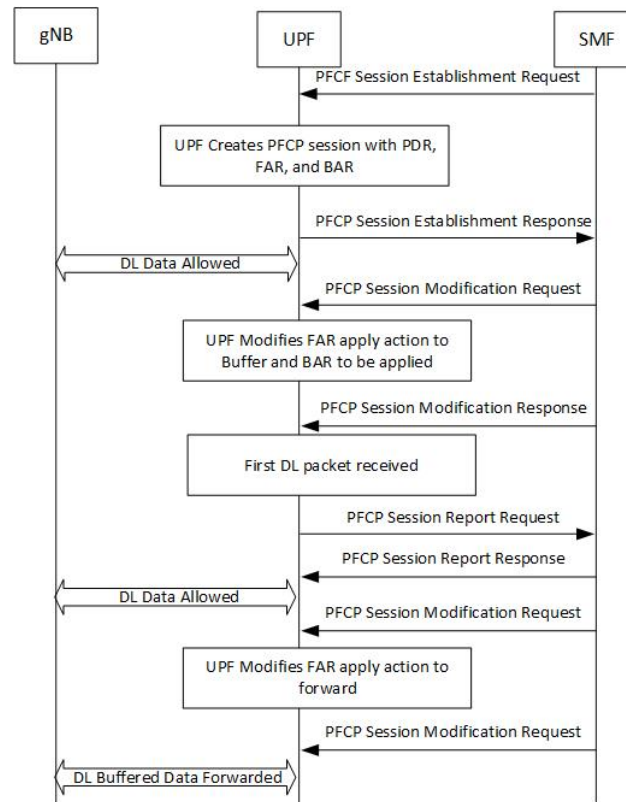 gNB
UPF
SMF
PFCF Session Establishment Request
UPF Creates PFCP session with PDR,
FAR, and BAR
PFCP Session Establishment Response
DL Data Allowed
PFCP Session Modification Request
UPF Modifies FAR apply action to
Buffer and BAR to be applied
PFCP Session Modification Response
First DL packet received
PFCP Session Report Request
PFCP Session Report Response
DL Data Allowed
PFCP Session Modification Request
UPF Modifies FAR apply action to
forward
PFCP Session Modification Request
DL Buffered Data Forwarded